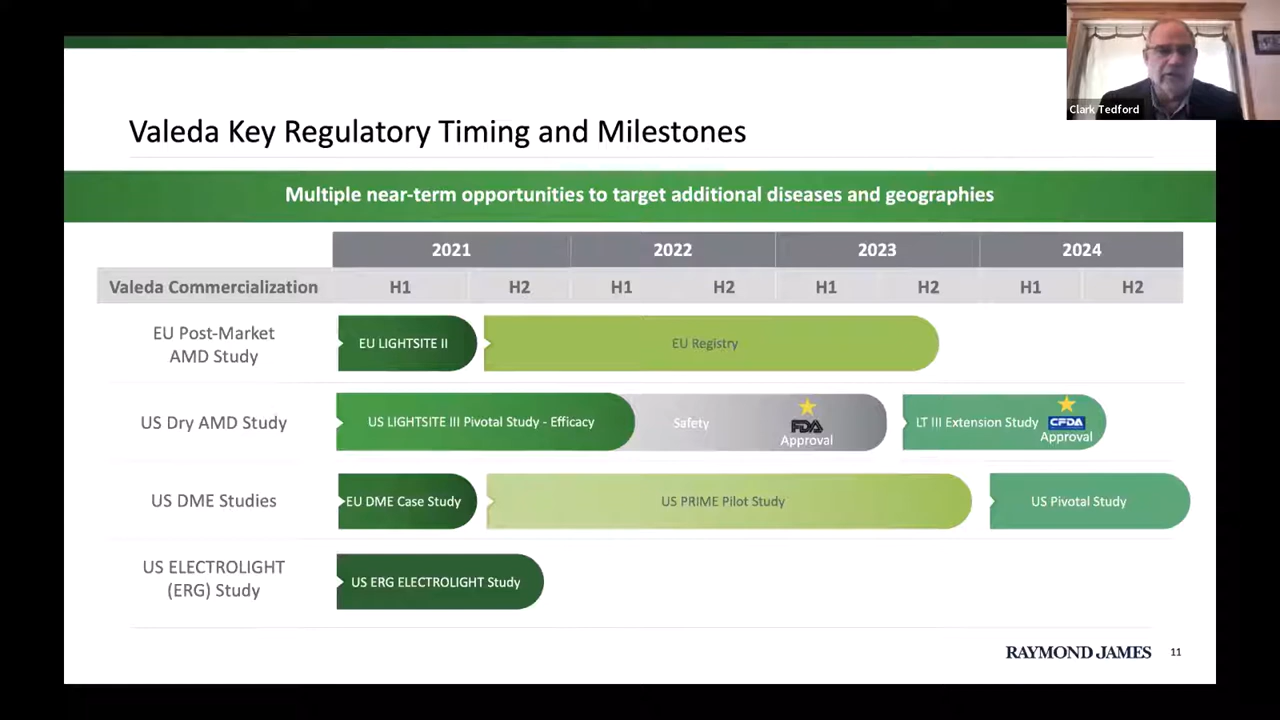 Clark Tedford
Valeda Key Regulatory Timing and Milestones
Multiple near-term opportunities to target additional diseases and geographies
2021 2022 2023 2024
Valeda Commercialization H1 H2 H1 H2 H1 H2 H1 H2
EU Post-Market
AMD Study
EU LIGHTSITE II
EU Registry
US Dry AMD Study
US LIGHTSITE III Pivotal Study - Efficacy
Safety
FDA
Approval
LT III Extension Study
CFDA
Approval
US DME Studies
EU DME Case Study
US PRIME Pilot Study
US Pivotal Study
US ELECTROLIGHT
(ERG) Study
US ERG ELECTROLIGHT Study
RAYMOND JAMES
11